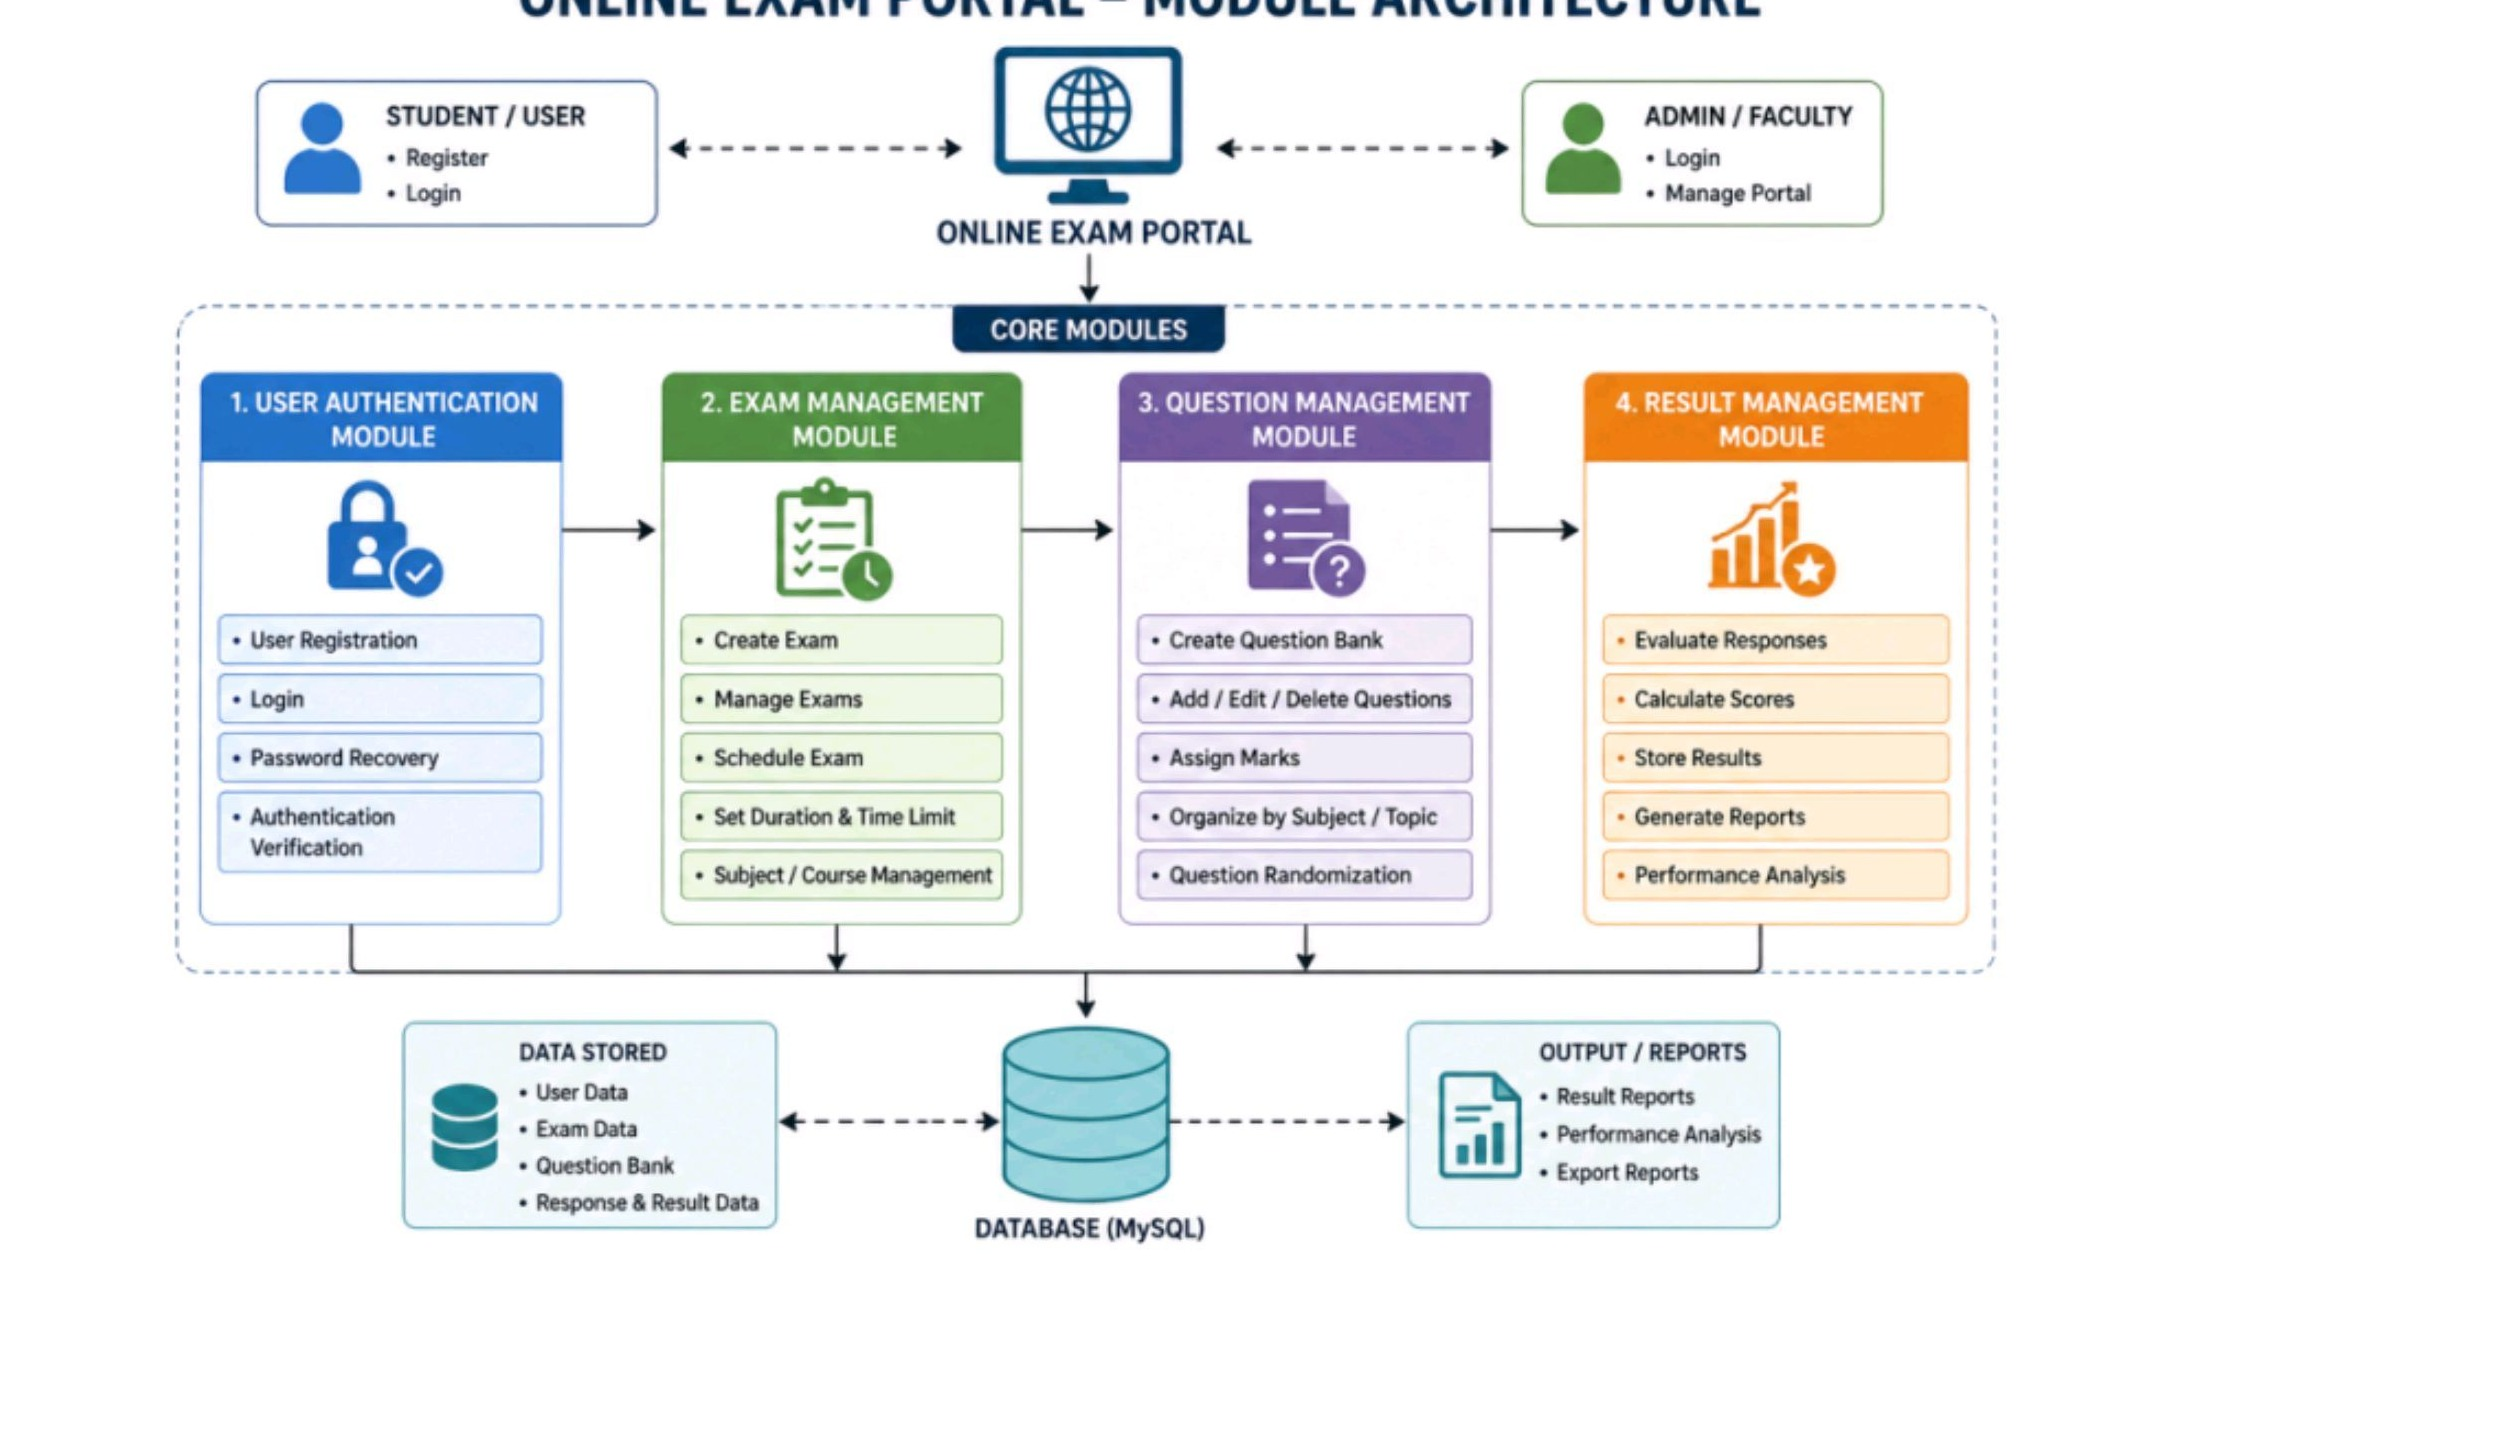 ONLINE EXAM PORTAL – MODULE ARCHITECTURE
STUDENT / USER
• Register
• Login
ONLINE EXAM PORTAL
ADMIN / FACULTY
• Login
• Manage Portal
CORE MODULES
1. USER AUTHENTICATION
MODULE
• User Registration
• Login
• Password Recovery
• Authentication
Verification
2. EXAM MANAGEMENT
MODULE
• Create Exam
• Manage Exams
• Schedule Exam
• Set Duration & Time Limit
• Subject / Course Management
3. QUESTION MANAGEMENT
MODULE
• Create Question Bank
• Add / Edit / Delete Questions
• Assign Marks
• Organize by Subject / Topic
• Question Randomization
4. RESULT MANAGEMENT
MODULE
• Evaluate Responses
• Calculate Scores
• Store Results
• Generate Reports
• Performance Analysis
DATA STORED
• User Data
• Exam Data
• Question Bank
• Response & Result Data
DATABASE (MySQL)
OUTPUT / REPORTS
• Result Reports
• Performance Analysis
• Export Reports